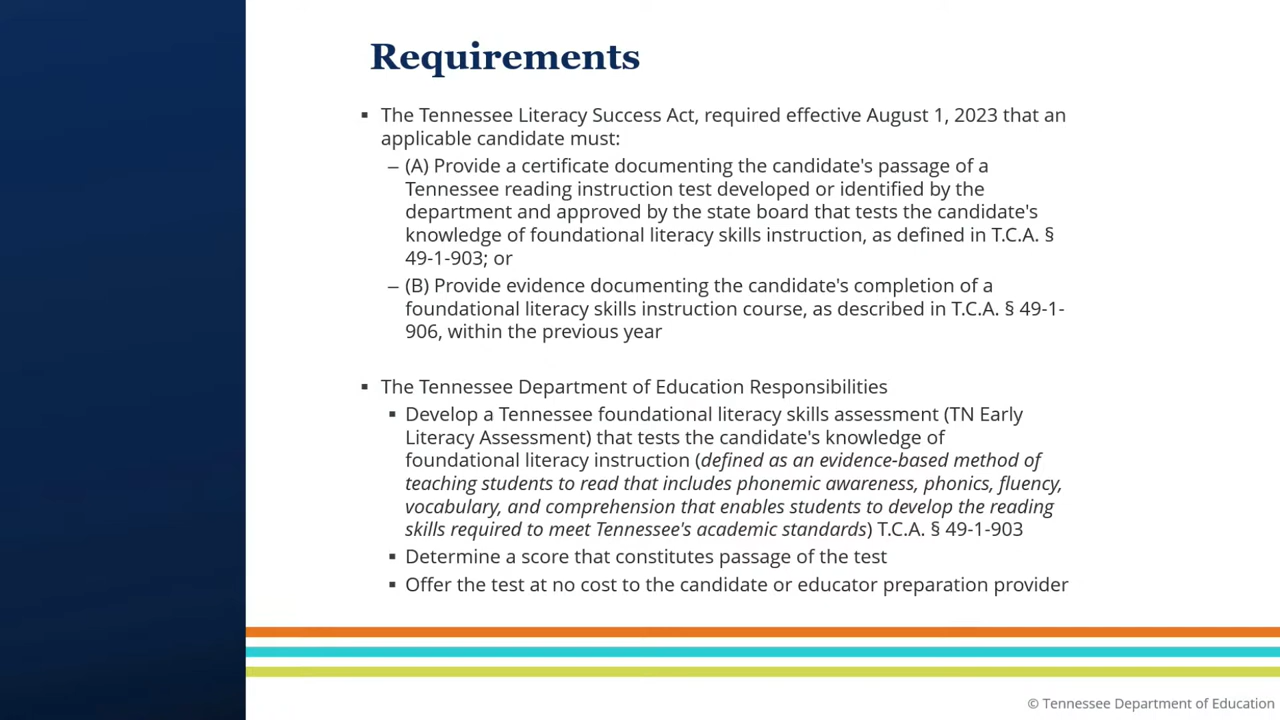 Requirements
▪ The Tennessee Literacy Success Act, required effective August 1, 2023 that an
applicable candidate must:
– (A) Provide a certificate documenting the candidate's passage of a
Tennessee reading instruction test developed or identified by the
department and approved by the state board that tests the candidate's
knowledge of foundational literacy skills instruction, as defined in T.C.A. §
49-1-903; or
– (B) Provide evidence documenting the candidate's completion of a
foundational literacy skills instruction course, as described in T.C.A. § 49-1-
906, within the previous year
▪ The Tennessee Department of Education Responsibilities
▪ Develop a Tennessee foundational literacy skills assessment (TN Early
Literacy Assessment) that tests the candidate's knowledge of
foundational literacy instruction (defined as an evidence-based method of
teaching students to read that includes phonemic awareness, phonics, fluency,
vocabulary, and comprehension that enables students to develop the reading
skills required to meet Tennessee's academic standards) T.C.A. § 49-1-903
▪ Determine a score that constitutes passage of the test
▪ Offer the test at no cost to the candidate or educator preparation provider
© Tennessee Department of Education